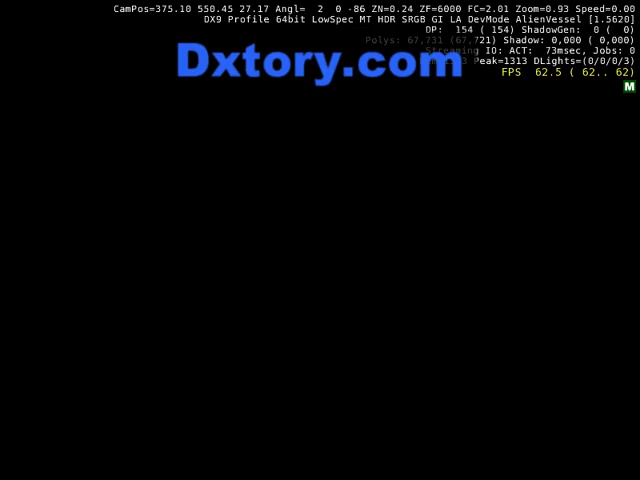 CamPos=375.10 550.45 27.17 Angl=  2  0 -86 ZN=0.24 ZF=6000 FC=2.01 Zoom=0.93 Speed=0.00
DX9 Profile 64bit LowSpec MT HDR SRGB GI LA DevMode AlienVessel [1.5620]
DP:  154 ( 154) ShadowGen:  0 (  0)
Polys: 67,731 (67,721) Shadow: 0,000 ( 0,000)
Streaming IO: ACT:  73msec, Jobs: 0
Peak=1313 DLights=(0/0/0/3)
FPS  62.5 ( 62.. 62)
M
Dxtory.com